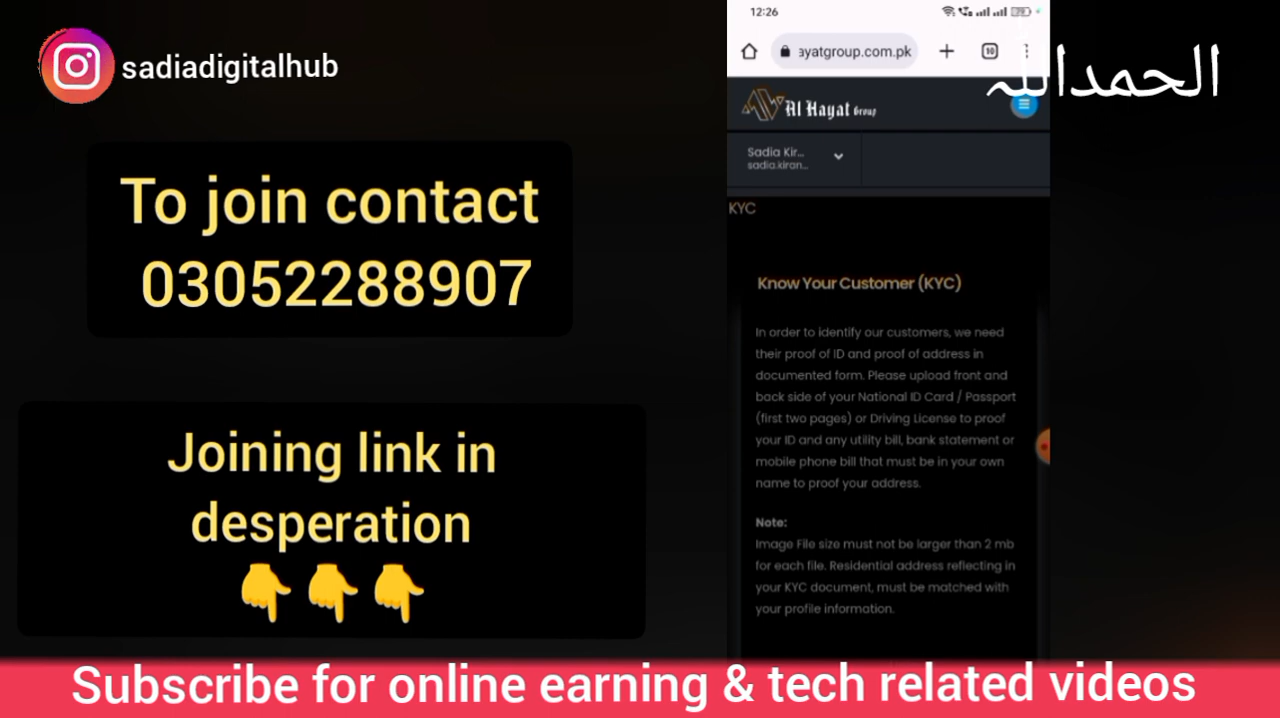 sadiadigitalhub
To join contact
03052288907
Joining link in
desperation
👇👇👇
12:26
ayatgroup.com.pk
الحمدالله
Al Hayat Group
Sadia Kir...
sadia.kiran...
KYC
Know Your Customer (KYC)
In order to identify our customers, we need
their proof of ID and proof of address in
documented form. Please upload front and
back side of your National ID Card / Passport
(first two pages) or Driving License to proof
your ID and any utility bill, bank statement or
mobile phone bill that must be in your own
name to proof your address.
Note:
Image File size must not be larger than 2 mb
for each file. Residential address reflecting in
your KYC document, must be matched with
your profile information.
Subscribe for online earning & tech related videos